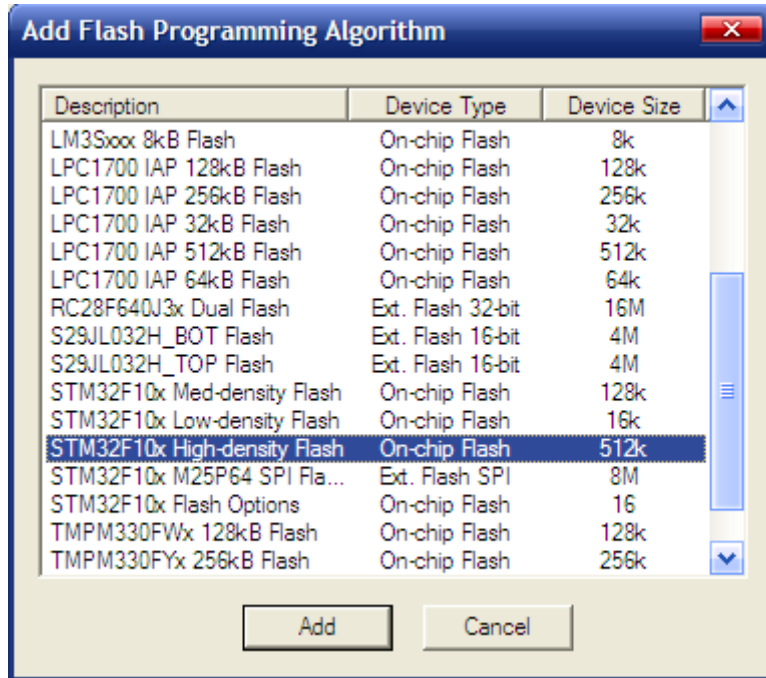 Add Flash Programming Algorithm
Description Device Type Device Size
LM3Sxxx 8kB Flash On-chip Flash 8k
LPC1700 IAP 128kB Flash On-chip Flash 128k
LPC1700 IAP 256kB Flash On-chip Flash 256k
LPC1700 IAP 32kB Flash On-chip Flash 32k
LPC1700 IAP 512kB Flash On-chip Flash 512k
LPC1700 IAP 64kB Flash On-chip Flash 64k
RC28F640J3x Dual Flash Ext. Flash 32-bit 16M
S29JL032H_BOT Flash Ext. Flash 16-bit 4M
S29JL032H_TOP Flash Ext. Flash 16-bit 4M
STM32F10x Med-density Flash On-chip Flash 128k
STM32F10x Low-density Flash On-chip Flash 16k
STM32F10x High-density Flash On-chip Flash 512k
STM32F10x M25P64 SPI Fla... Ext. Flash SPI 8M
STM32F10x Flash Options On-chip Flash 16
TMPM330FWx 128kB Flash On-chip Flash 128k
TMPM330FYx 256kB Flash On-chip Flash 256k
Add Cancel